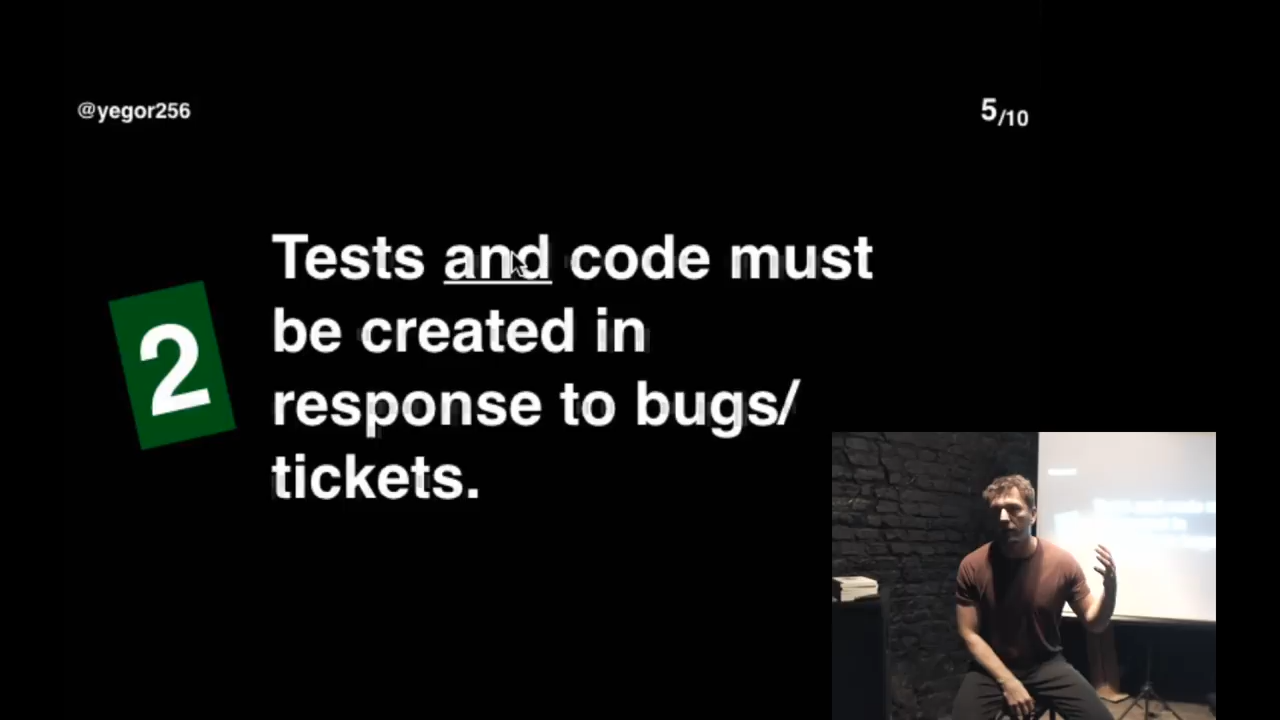 @yegor256
5/10
2
Tests and code must
be created in
response to bugs/
tickets.